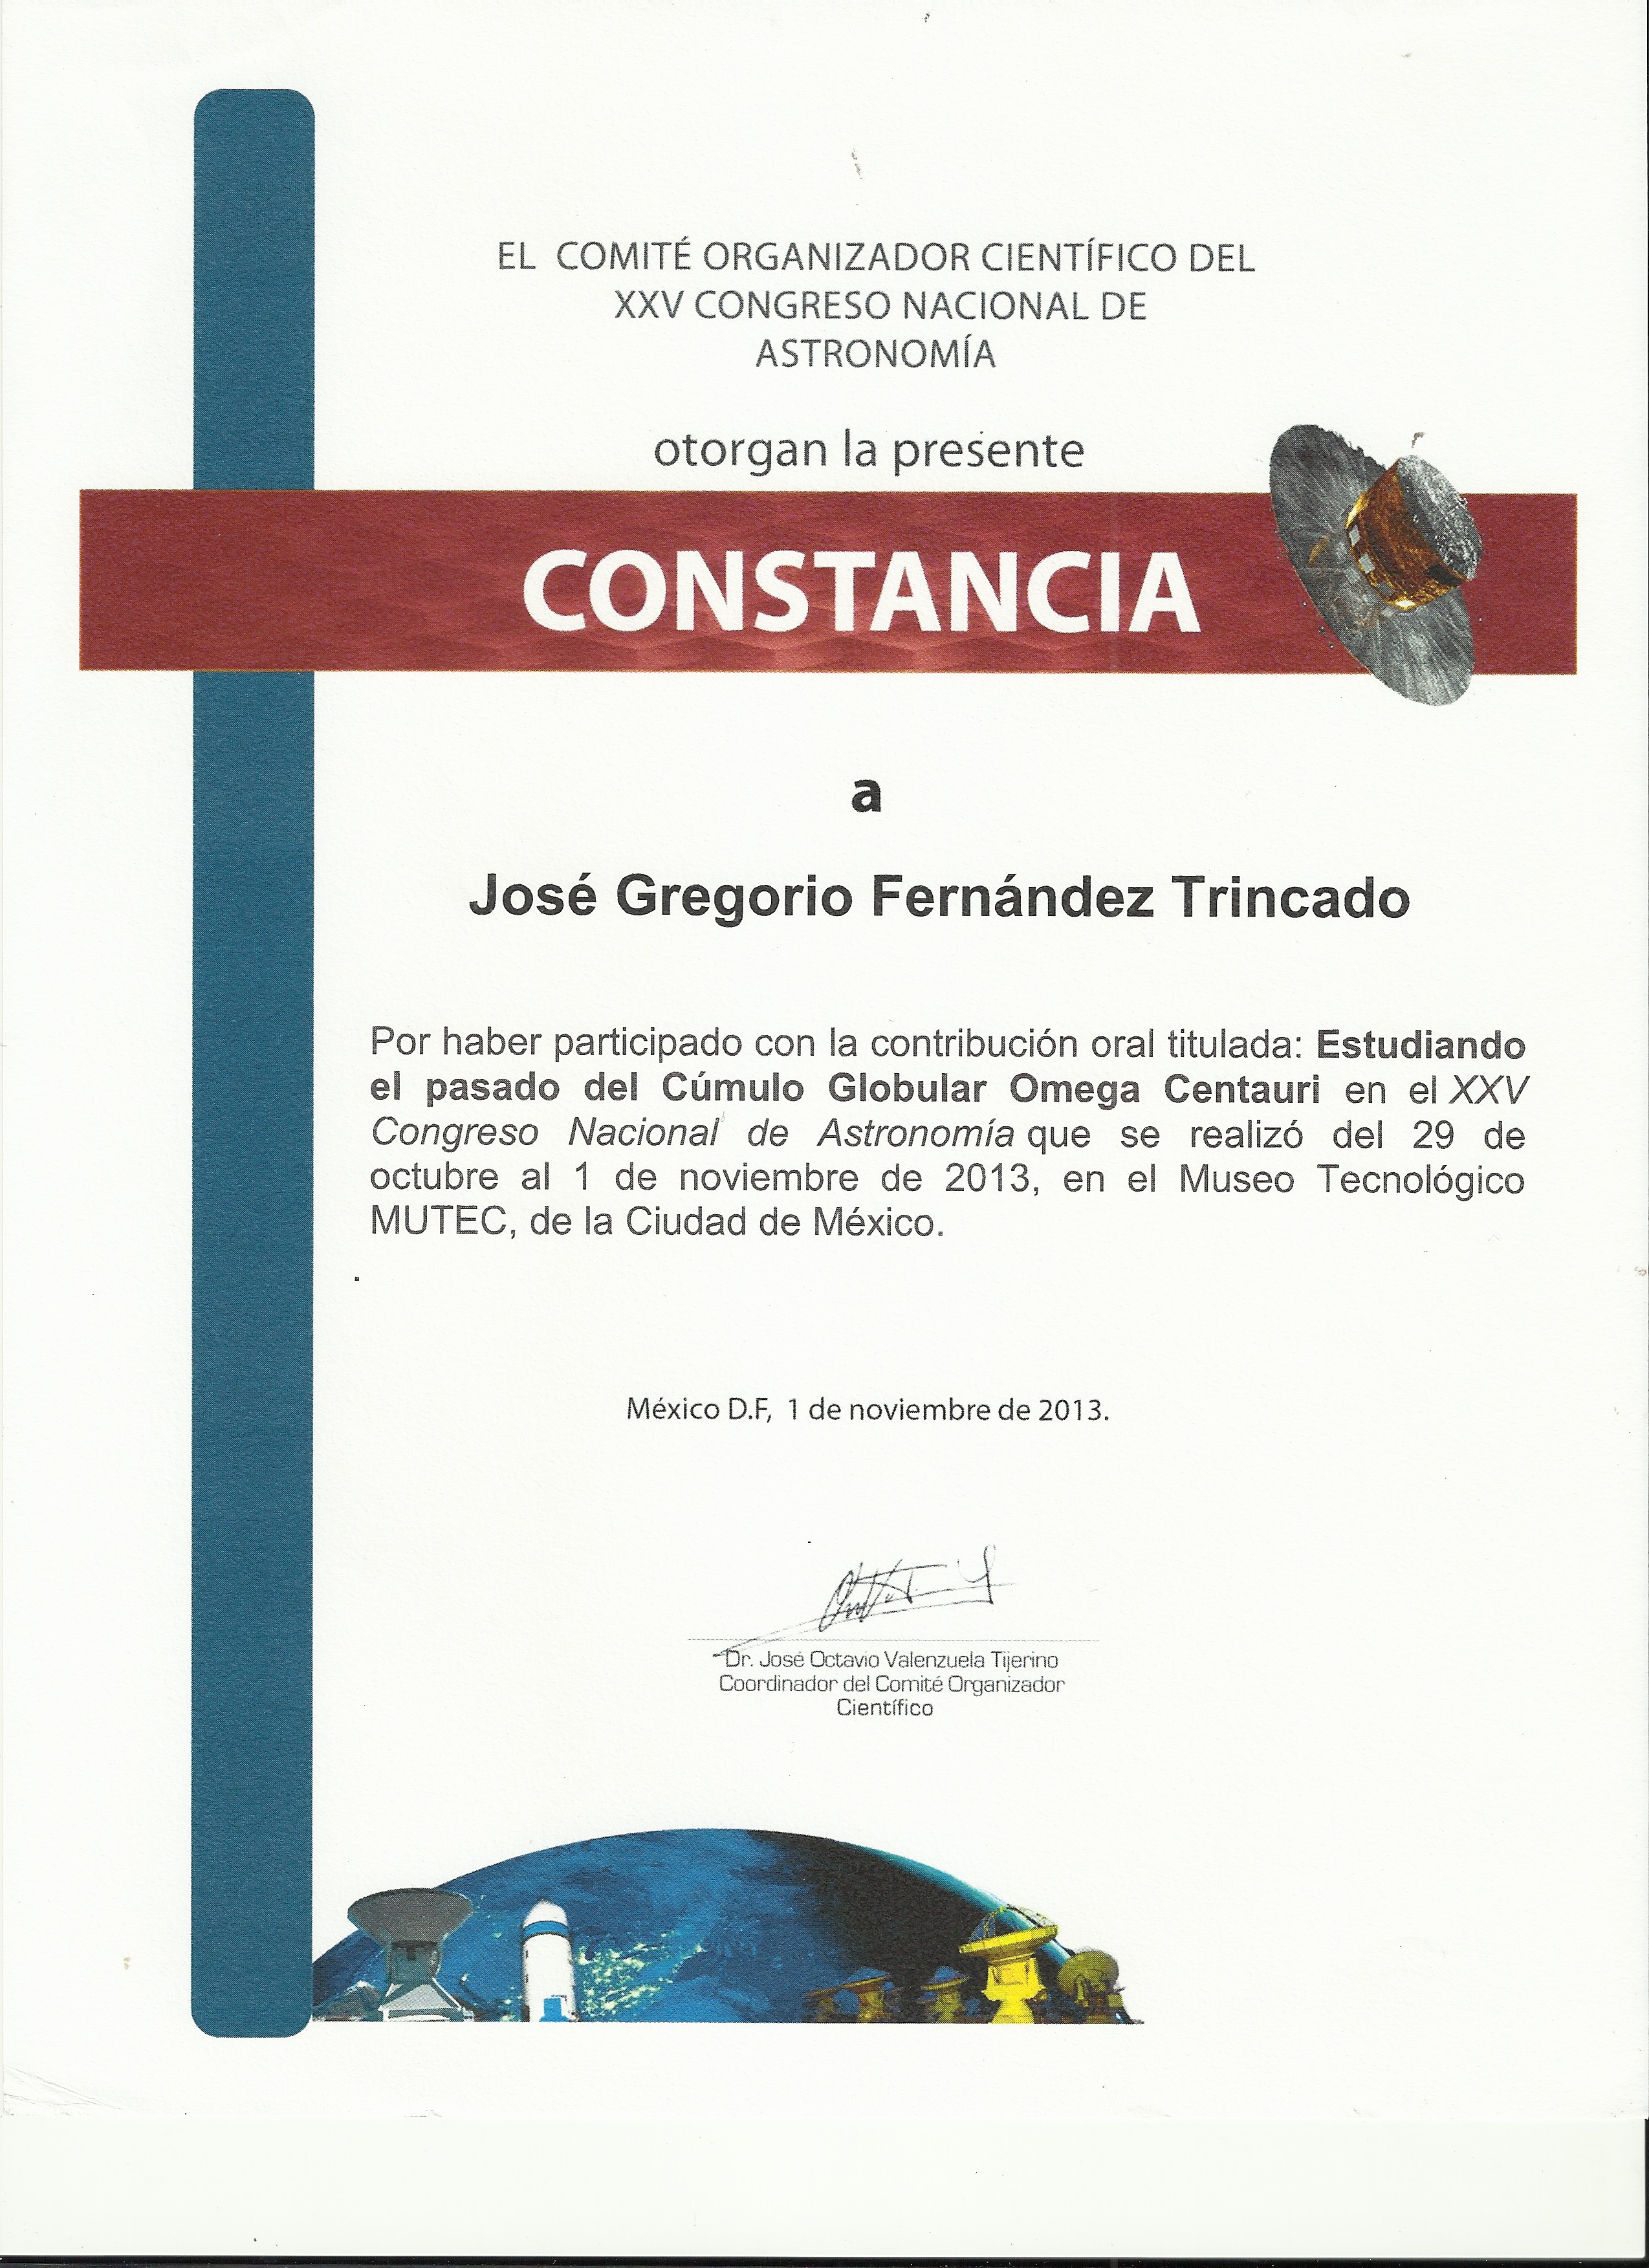 EL COMITÉ ORGANIZADOR CIENTÍFICO DEL
XXV CONGRESO NACIONAL DE
ASTRONOMÍA
otorgan la presente
CONSTANCIA
a
José Gregorio Fernández Trincado
Por haber participado con la contribución oral titulada: Estudiando
el pasado del Cúmulo Globular Omega Centauri en el XXV
Congreso Nacional de Astronomía que se realizó del 29 de
octubre al 1 de noviembre de 2013, en el Museo Tecnológico
MUTEC, de la Ciudad de México.
México D.F, 1 de noviembre de 2013.
Dr. José Octavio Valenzuela Tijerino
Coordinador del Comité Organizador
Científico